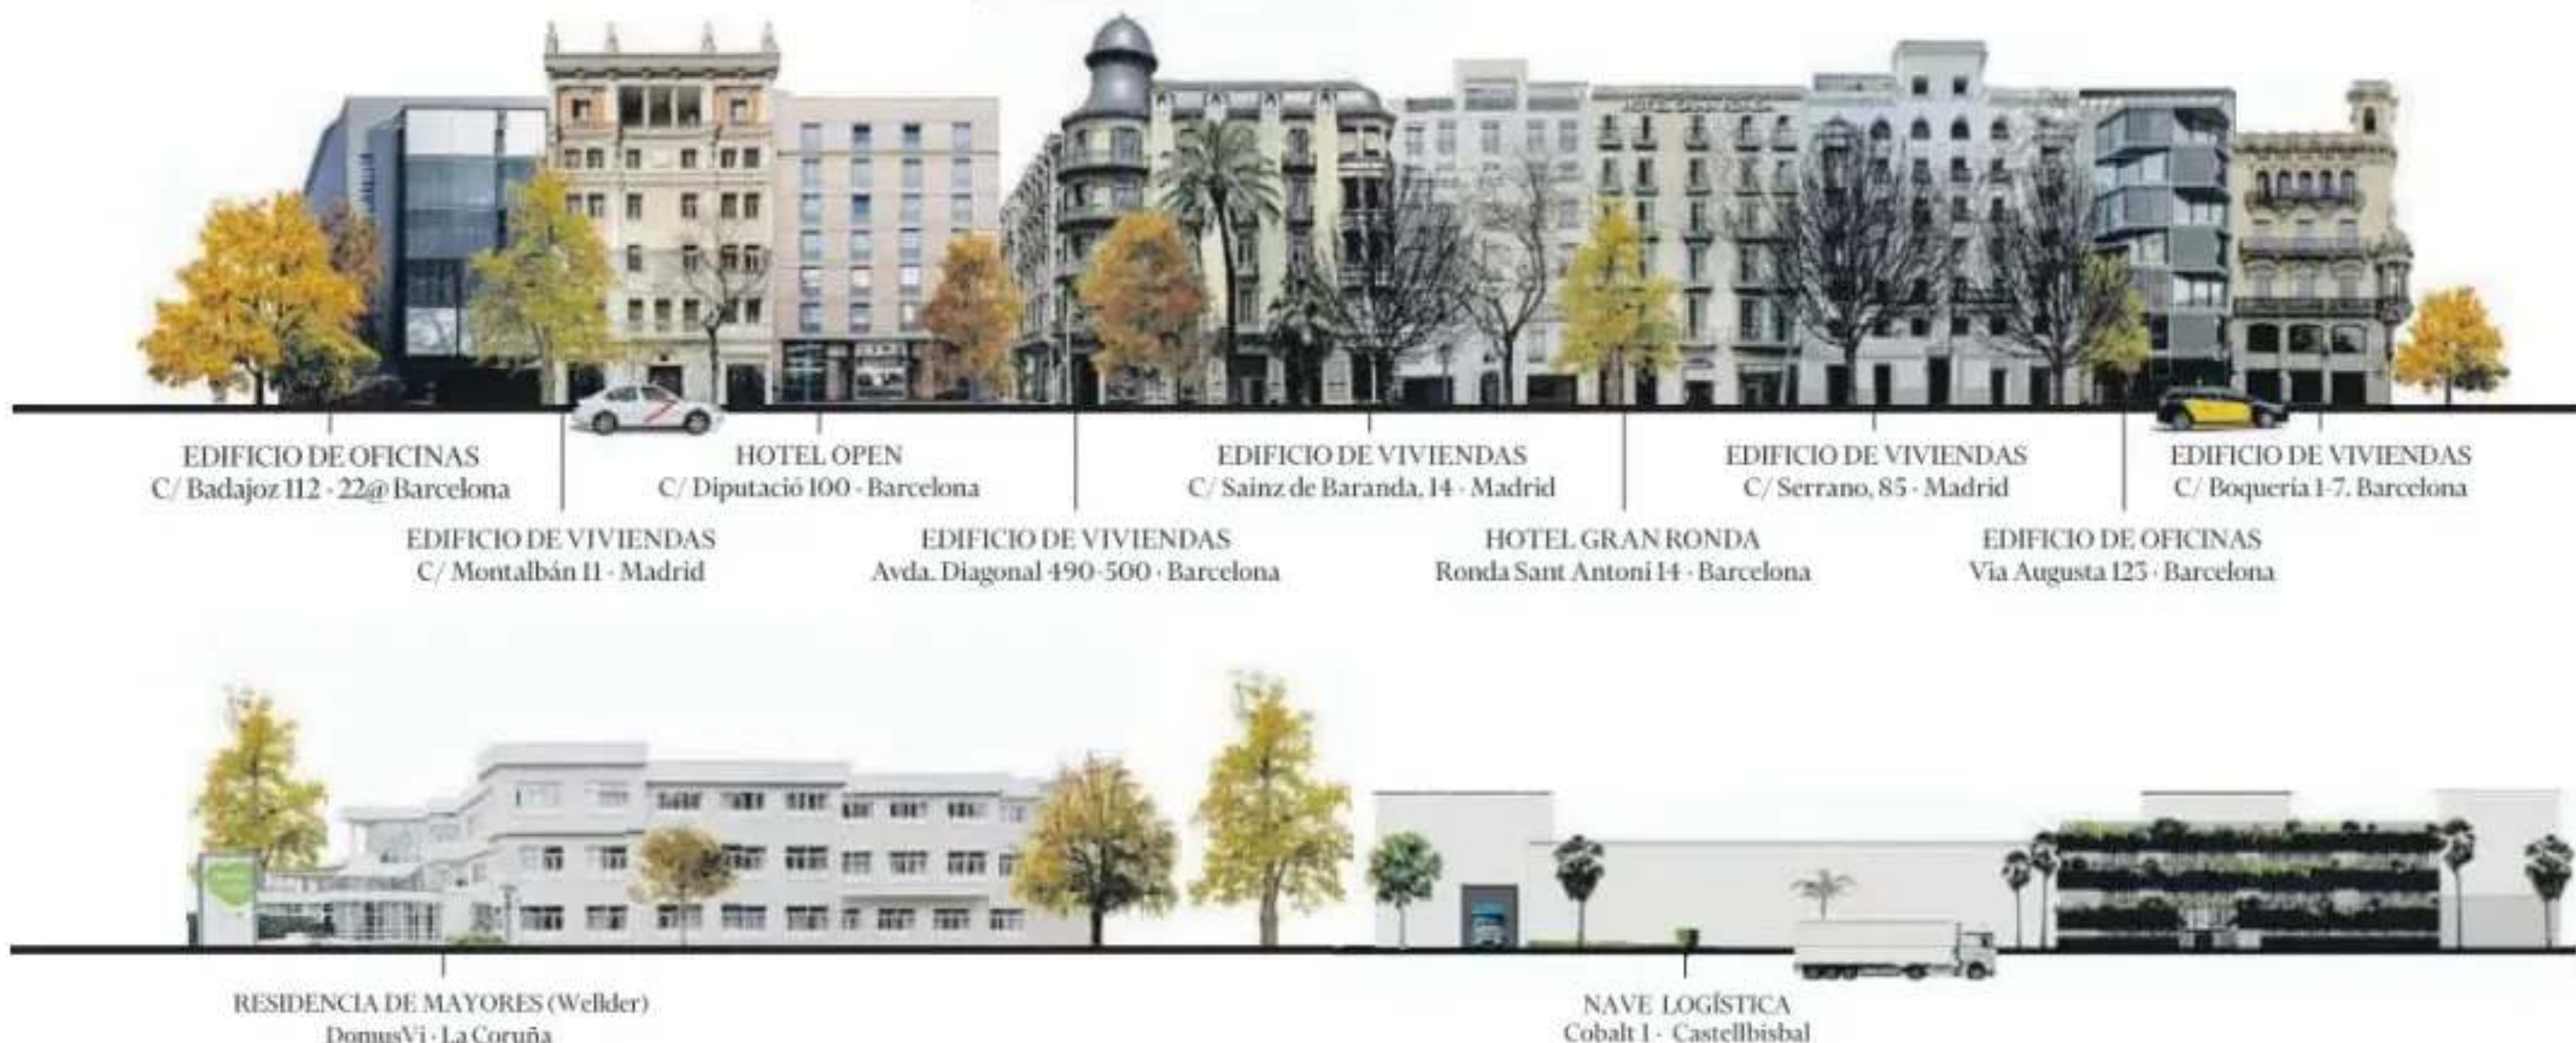 EDIFICIO DE OFICINAS
C/ Badajoz 112 - 22@ Barcelona
EDIFICIO DE VIVIENDAS
C/ Montalbán 11 - Madrid
HOTEL OPEN
C/ Diputació 100 - Barcelona
EDIFICIO DE VIVIENDAS
Avda. Diagonal 490-500 · Barcelona
EDIFICIO DE VIVIENDAS
C/ Sainz de Baranda, 14 - Madrid
HOTEL GRAN RONDA
Ronda Sant Antoni 14 - Barcelona
EDIFICIO DE VIVIENDAS
C/ Serrano, 85 - Madrid
EDIFICIO DE OFICINAS
Via Augusta 123 · Barcelona
EDIFICIO DE VIVIENDAS
C/ Boqueria 1-7. Barcelona
RESIDENCIA DE MAYORES (Wellder)
DomusVi · La Coruña
NAVE LOGÍSTICA
Cobalt 1 - Castellbisbal